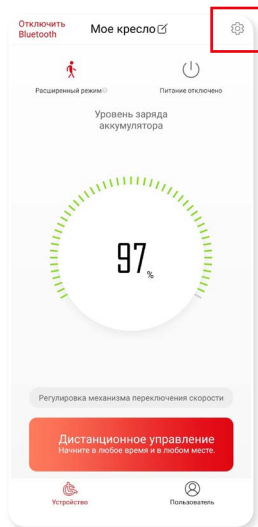 Отключить
Bluetooth
Мое кресло
Расширенный режим
Питание отключено
Уровень заряда
аккумулятора
97%
Регулировка механизма переключения скорости
Дистанционное управление
Начните в любое время и в любом месте.
Устройство
Пользователь